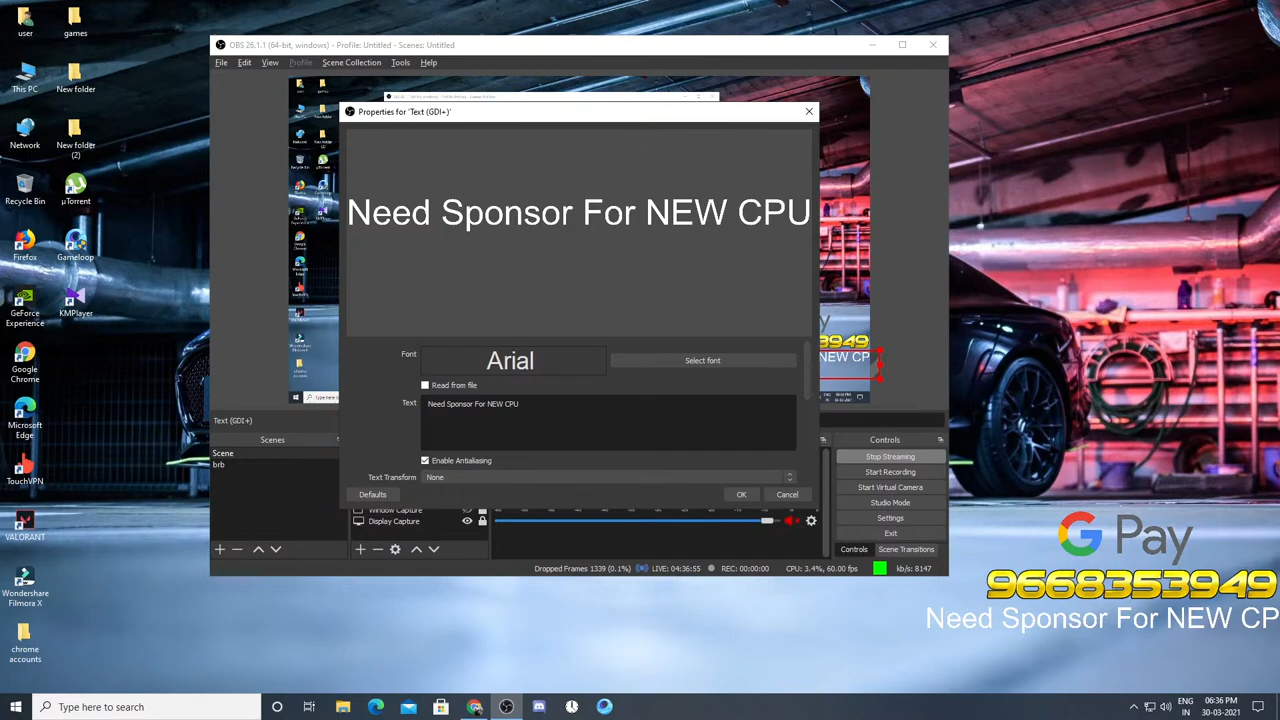 user
games
This PC
New folder
Network
New folder (2)
Recycle Bin
µTorrent
Firefox
Gameloop
GeForce Experience
KMPlayer
Google Chrome
Microsoft Edge
TouchVPN
VALORANT
Wondershare Filmora X
chrome accounts
OBS 26.1.1 (64-bit, windows) - Profile: Untitled - Scenes: Untitled
File Edit View Profile Scene Collection Tools Help
Properties for 'Text (GDI+)'
Need Sponsor For NEW CPU
Font Arial Select font
Read from file
Text Need Sponsor For NEW CPU
Enable Antialiasing
Text Transform None
Defaults OK Cancel
3949
NEW CP
Text (GDI+)
Scenes
Scene
brb
Window Capture
Display Capture
Controls
Stop Streaming
Start Recording
Start Virtual Camera
Studio Mode
Settings
Exit
Controls Scene Transitions
Dropped Frames 1339 (0.1%) LIVE: 04:36:55 REC: 00:00:00 CPU: 3.4%, 60.00 fps kb/s: 8147
G Pay
9668353949
Need Sponsor For NEW CP
Type here to search
ENG
IN
06:36 PM
30-03-2021